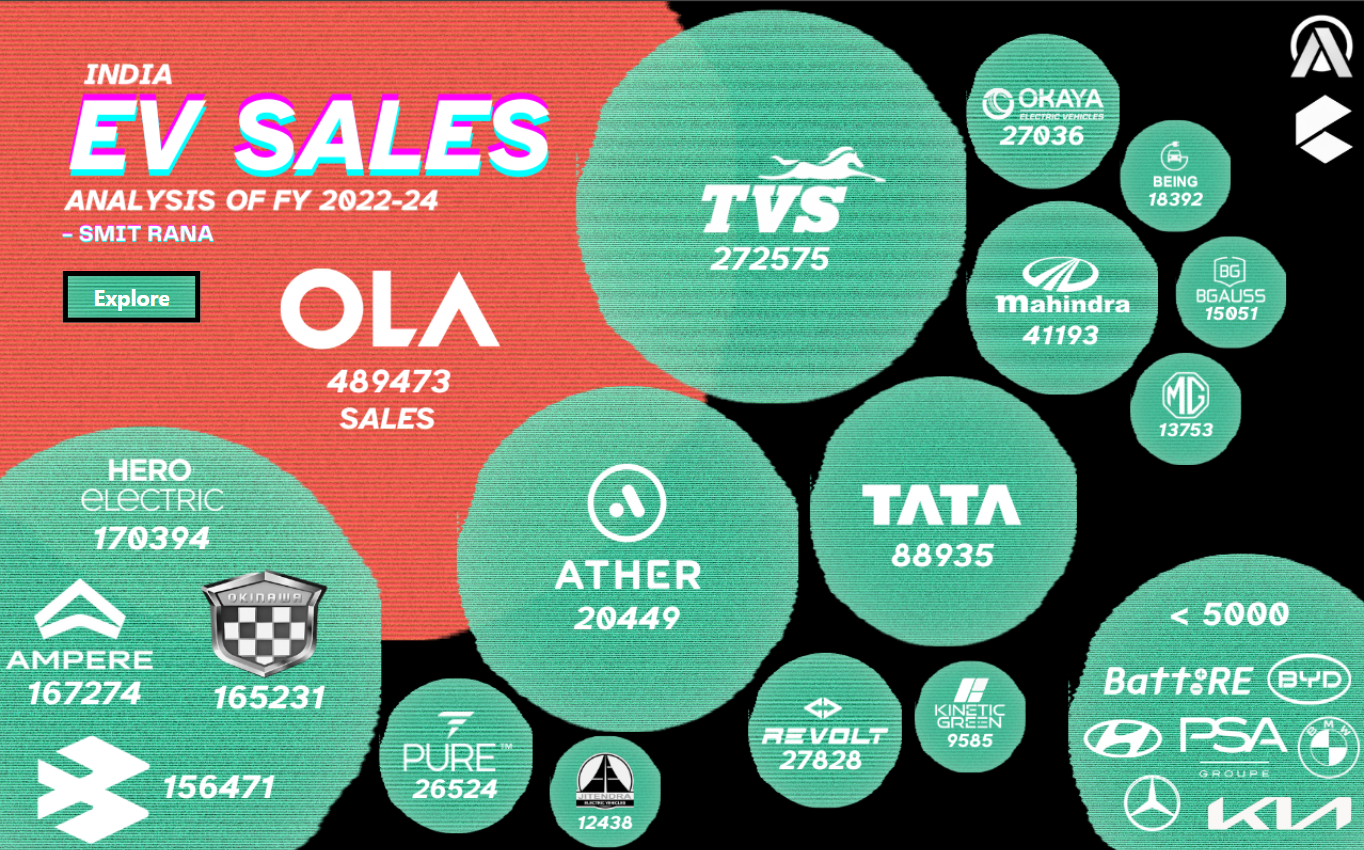 INDIA
EV SALES
ANALYSIS OF FY 2022-24
- SMIT RANA
Explore
OLA
489473
SALES
TVS
272575
OKAYA
ELECTRIC VEHICLES
27036
BEING
18392
mahindra
41193
BG
BGAUSS
15051
MG
13753
HERO
ELECTRIC
170394
AMPERE
167274
OKINAWA
165231
156471
ATHER
20449
TATA
88935
PURE™
26524
JITENDRA
ELECTRIC VEHICLES
12438
REVOLT
27828
KINETIC
GREEN
9585
< 5000
BattRE
BYD
PSA
GROUPE
BMW
KIA